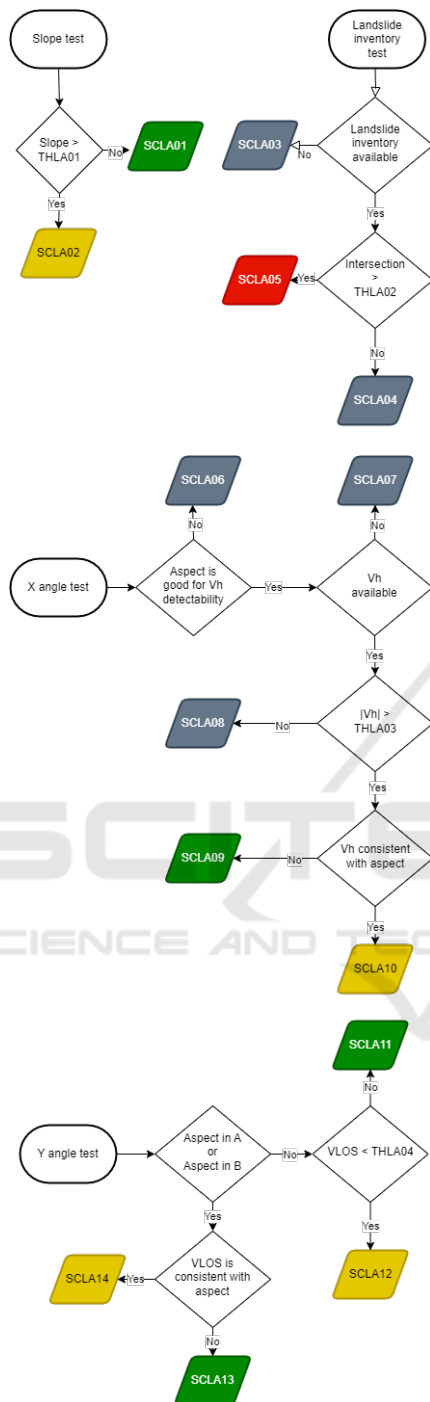 Slope test
Slope >
THLA01
No
SCLA01
Yes
SCLA02
Landslide
inventory
test
Landslide
inventory
available
No
SCLA03
Yes
Intersection
>
THLA02
Yes
SCLA05
No
SCLA04
SCLA06
SCLA07
No
No
X angle test
Aspect is
good for Vh
detectability
Yes
Vh
available
Yes
|Vh| >
THLA03
No
SCLA08
Yes
Vh consistent
with aspect
No
SCLA09
Yes
SCLA10
SCLA11
No
Y angle test
Aspect in A
or
Aspect in B
No
VLOS < THLA04
Yes
Yes
SCLA12
VLOS is
consistent with
aspect
Yes
SCLA14
No
SCLA13
SCITE
SCIENCE AND TEC